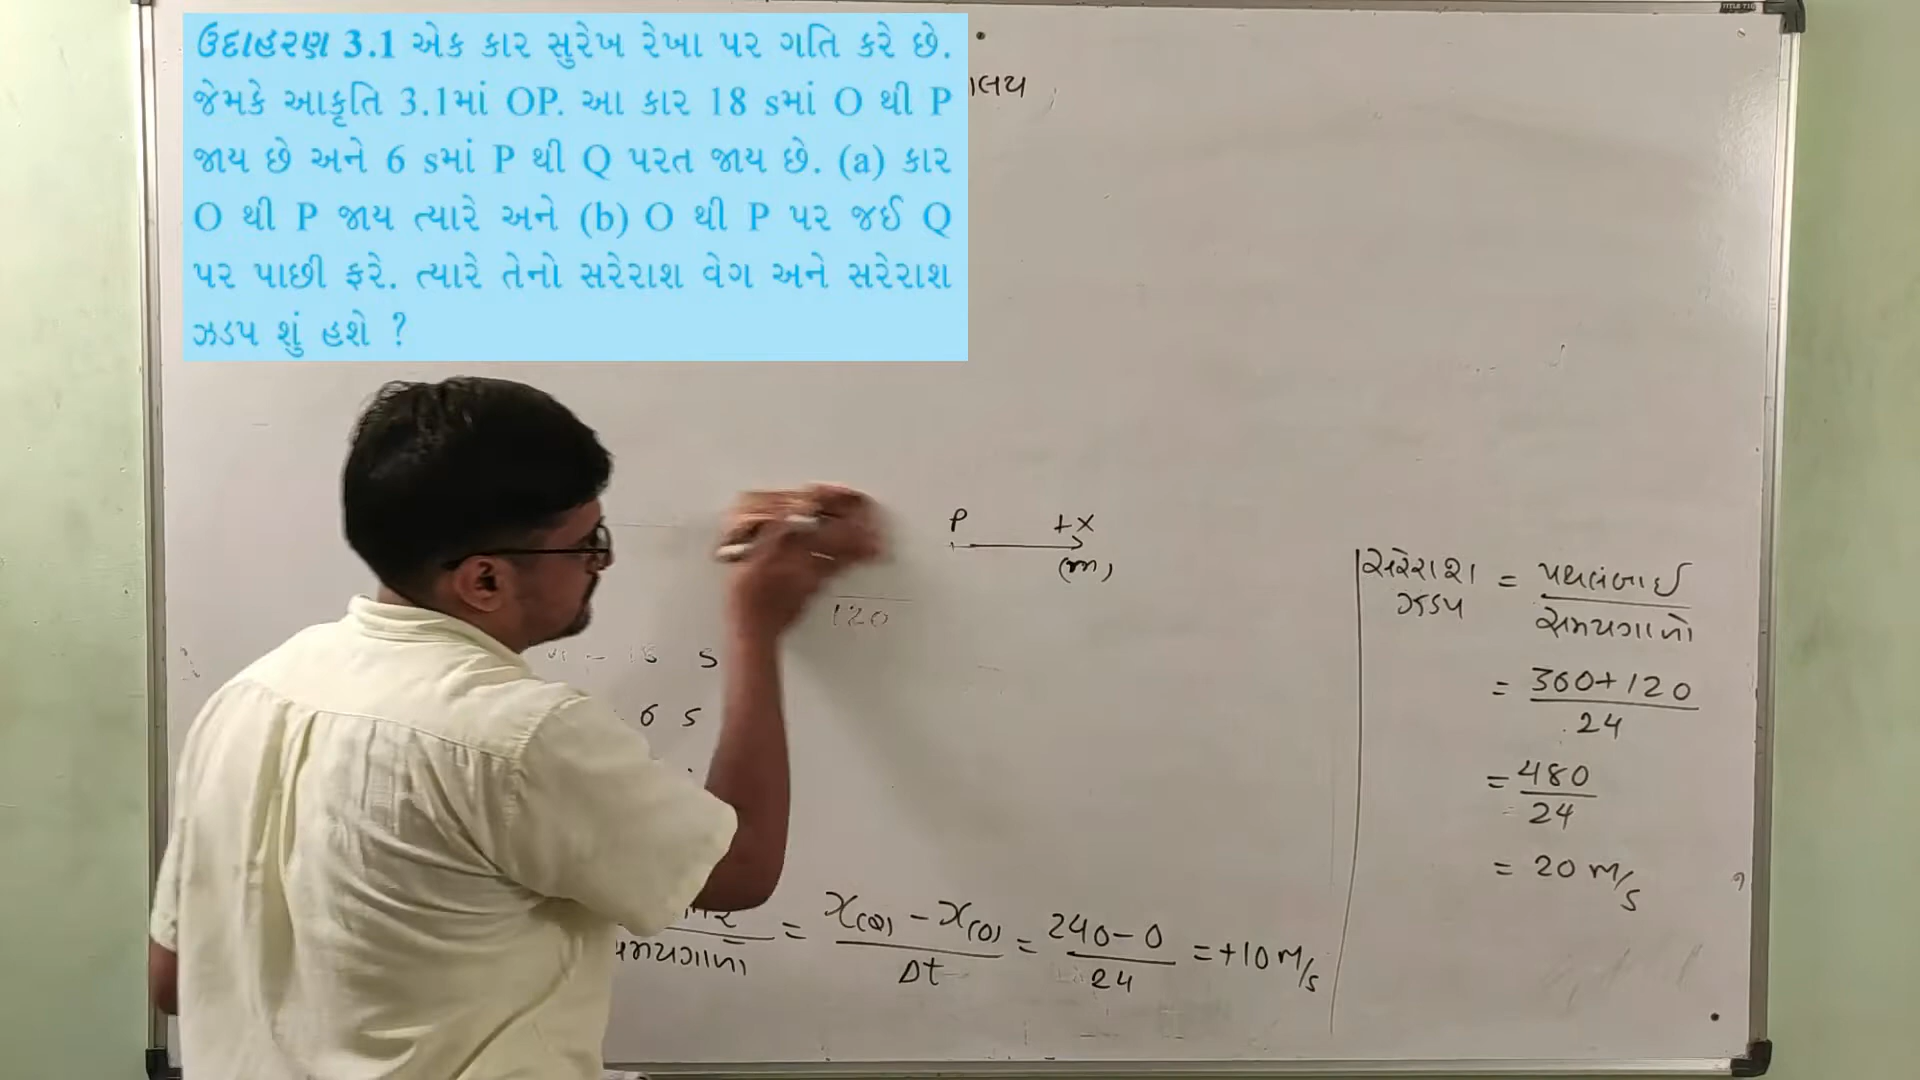 ઉદાહરણ 3.1 એક કાર સુરેખ રેખા પર ગતિ કરે છે.
જેમકે આકૃતિ 3.1માં OP. આ કાર 18 sમાં O થી P
જાય છે અને 6 sમાં P થી Q પરત જાય છે. (a) કાર
O થી P જાય ત્યારે અને (b) O થી P પર જઈ Q
પર પાછી ફરે. ત્યારે તેનો સરેરાશ વેગ અને સરેરાશ
ઝડપ શું હશે ?
P +X
(m)
120
18 s
6 s
સમયગાળો = x(Q) - x(O) / Δt = 240-0 / 24 = +10 m/s
સરેરાશ ઝડપ = પથલંબાઈ / સમયગાળો
= 360+120 / 24
= 480 / 24
= 20 m/s